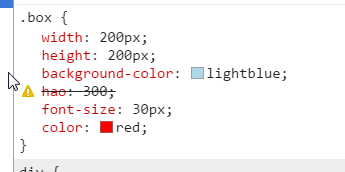 .box {
width: 200px;
height: 200px;
background-color: lightblue;
hao: 300;
font-size: 30px;
color: red;
}
div {